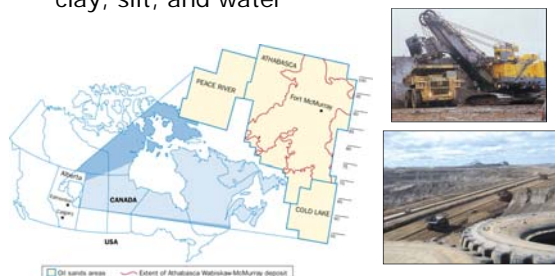 clay, silt, and water
ATHABASCA
PEACE RIVER
Fort McMurray
Alberta
Edmonton
Calgary
CANADA
COLD LAKE
USA
Oil sands areas
Extent of Athabasca Wabiskaw-McMurray deposit